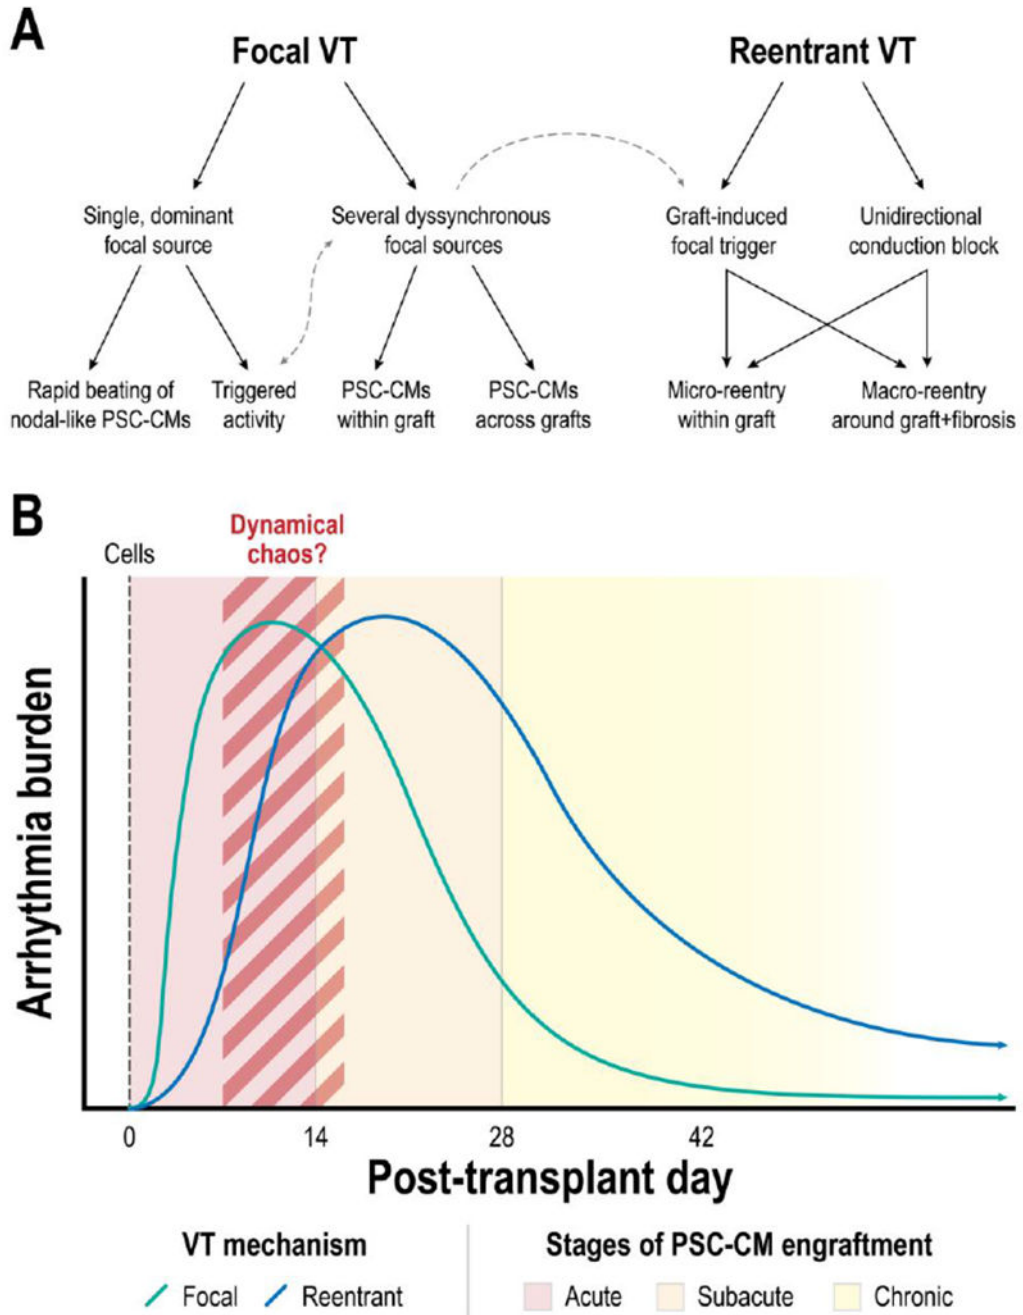 A
Focal VT
Reentrant VT
Single, dominant
focal source
Several dyssynchronous
focal sources
Graft-induced
focal trigger
Unidirectional
conduction block
Rapid beating of
nodal-like PSC-CMs
Triggered
activity
PSC-CMs
within graft
PSC-CMs
across grafts
Micro-reentry
within graft
Macro-reentry
around graft+fibrosis
B
Cells
Dynamical
chaos?
Arrhythmia burden
0
14
28
42
Post-transplant day
VT mechanism
Focal
Reentrant
Stages of PSC-CM engraftment
Acute
Subacute
Chronic